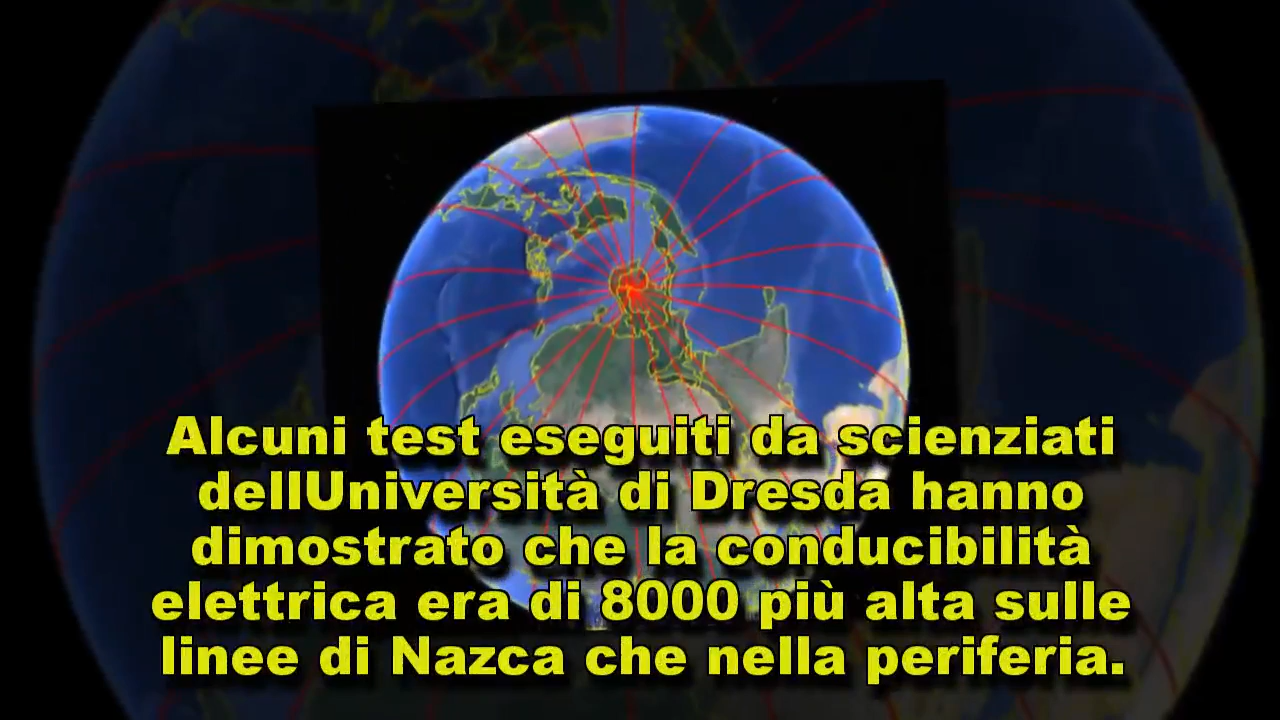 Alcuni test eseguiti da scienziati
dellUniversità di Dresda hanno
dimostrato che la conducibilità
elettrica era di 8000 più alta sulle
linee di Nazca che nella periferia.